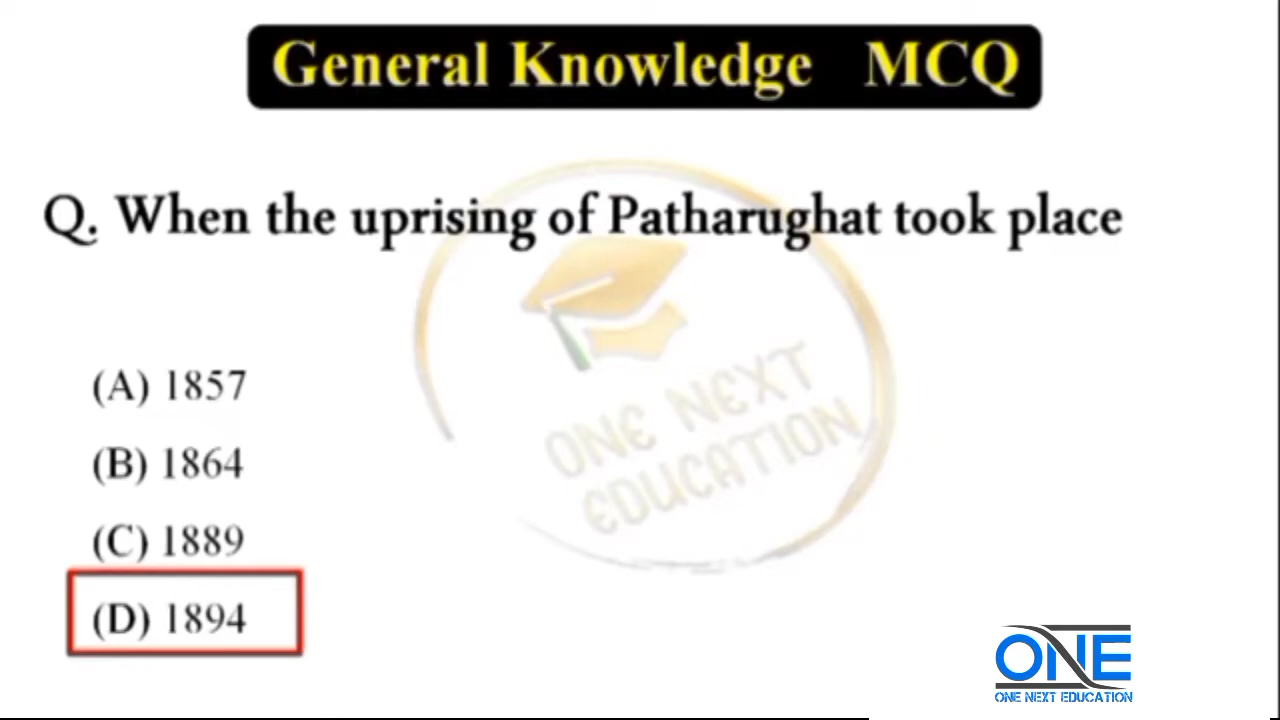 General Knowledge MCQ
Q. When the uprising of Patharughat took place
(A) 1857
(B) 1864
(C) 1889
(D) 1894
ONE NEXT
EDUCATION
ONE
ONE NEXT EDUCATION